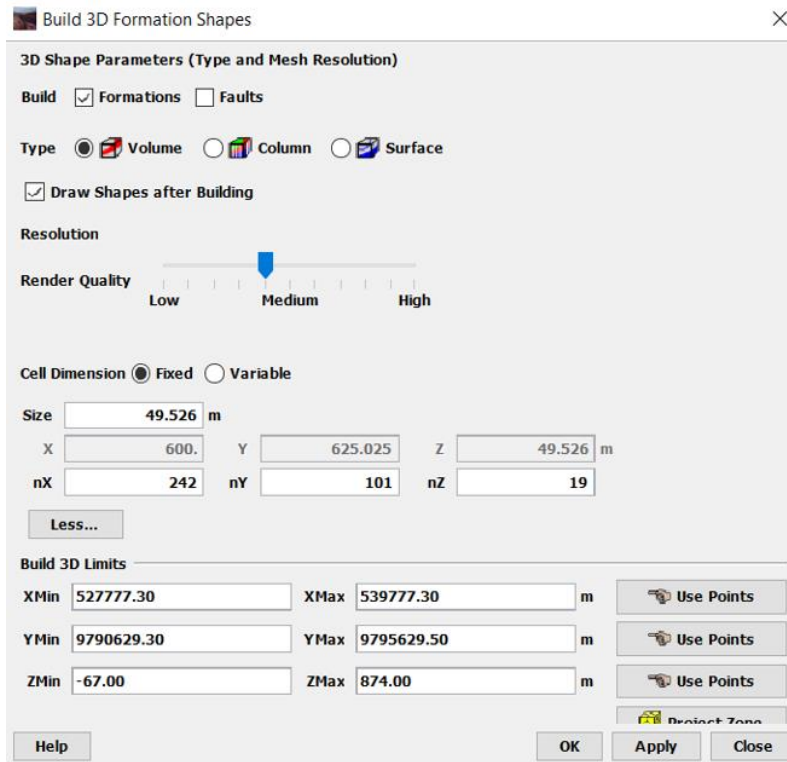 Build 3D Formation Shapes
3D Shape Parameters (Type and Mesh Resolution)
Build Formations Faults
Type Volume Column Surface
Draw Shapes after Building
Resolution
Render Quality
Low Medium High
Cell Dimension Fixed Variable
Size 49.526 m
X 600. Y 625.025 Z 49.526 m
nX 242 nY 101 nZ 19
Less...
Build 3D Limits
XMin 527777.30 XMax 539777.30 m Use Points
YMin 9790629.30 YMax 9795629.50 m Use Points
ZMin -67.00 ZMax 874.00 m Use Points
Project Zone
Help OK Apply Close